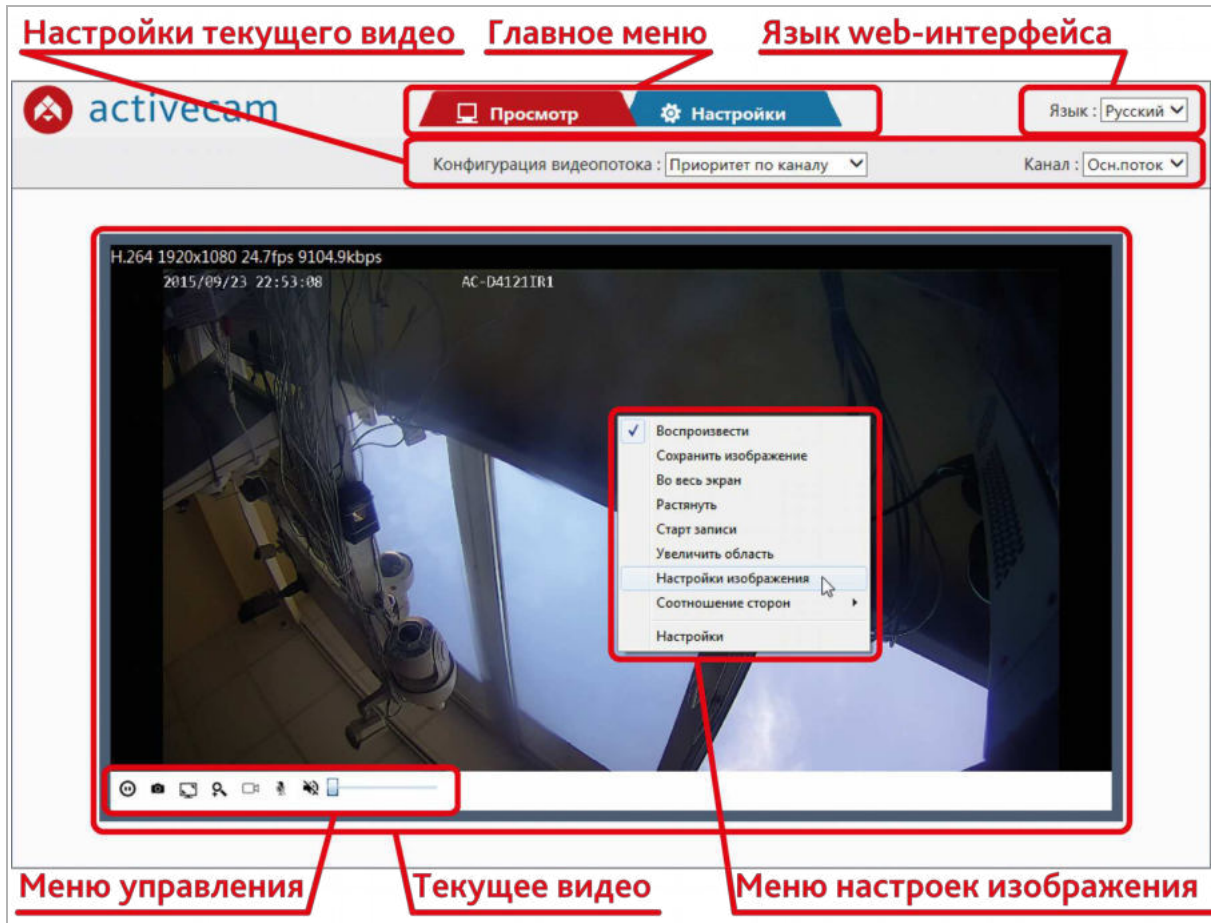 Настройки текущего видео Главное меню Язык web-интерфейса
activecam Просмотр Настройки Язык : Русский
Конфигурация видеопотока : Приоритет по каналу Канал : Осн.поток
H.264 1920x1080 24.7fps 9104.9kbps
2015/09/23 22:53:08 AC-D4121IR1
Воспроизвести
Сохранить изображение
Во весь экран
Растянуть
Старт записи
Увеличить область
Настройки изображения
Соотношение сторон
Настройки
Меню управления Текущее видео Меню настроек изображения